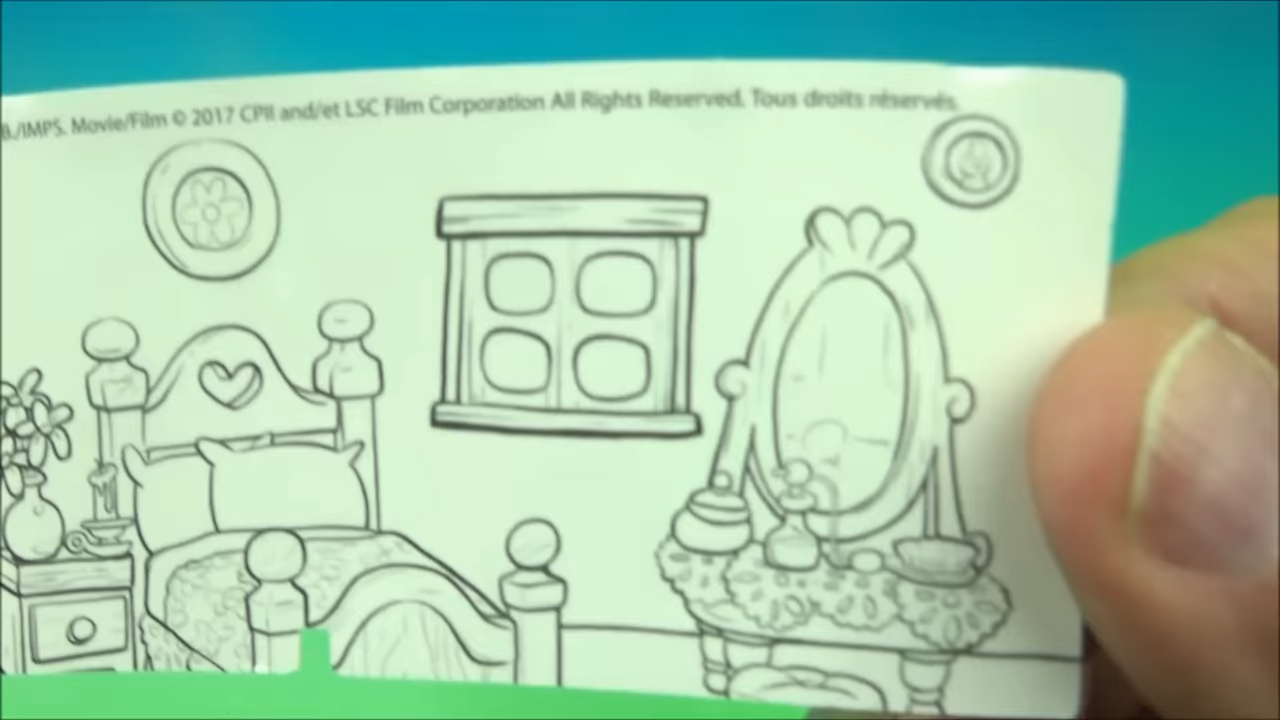 B./IMPS. Movie/Film © 2017 CPII and/et LSC Film Corporation All Rights Reserved. Tous droits réservés.